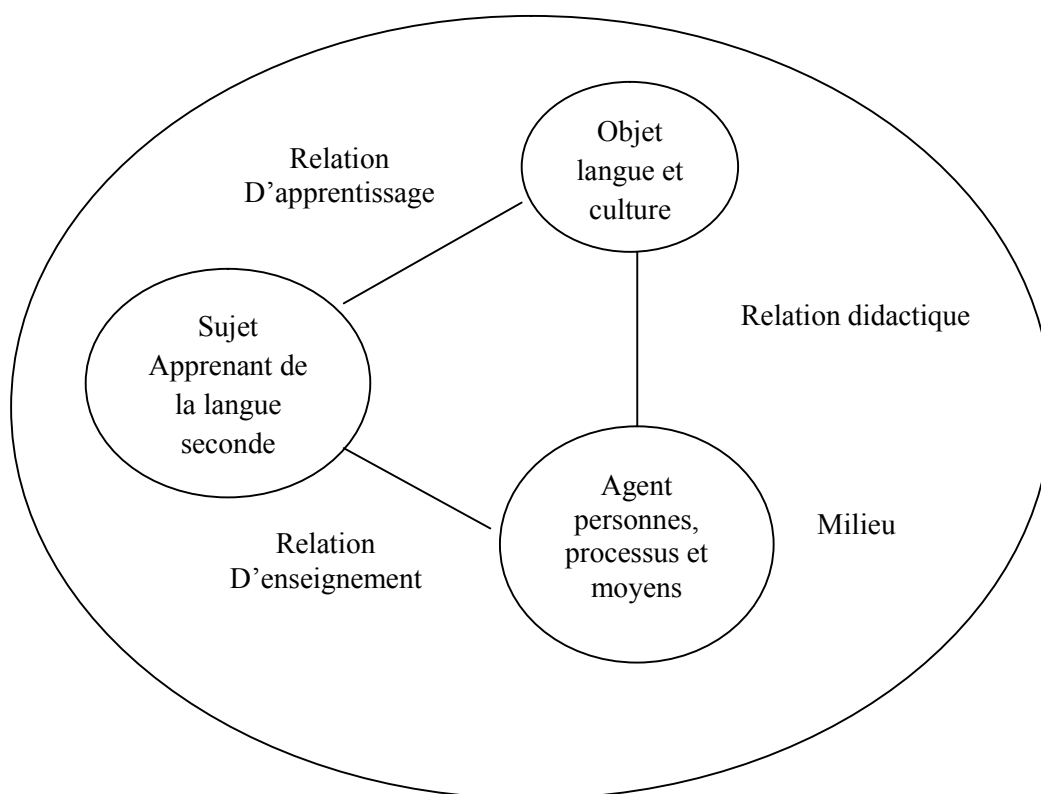 Objet
langue et
culture
Relation
D’apprentissage
Relation didactique
Sujet
Apprenant de
la langue
seconde
Agent
personnes,
processus et
moyens
Milieu
Relation
D’enseignement